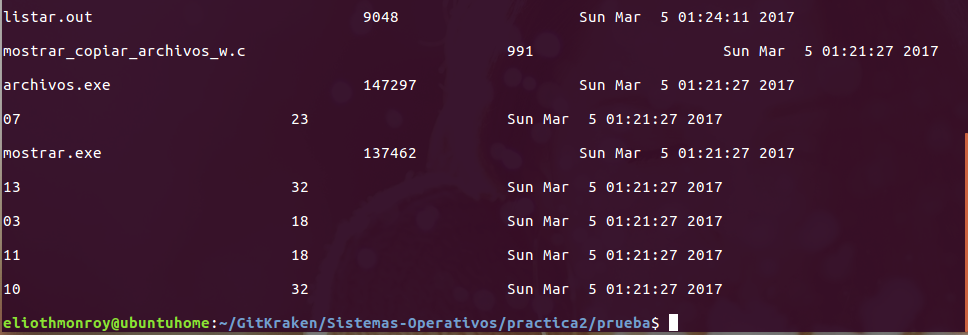 listar.out 9048 Sun Mar  5 01:24:11 2017
mostrar_copiar_archivos_w.c 991 Sun Mar  5 01:21:27 2017
archivos.exe 147297 Sun Mar  5 01:21:27 2017
07 23 Sun Mar  5 01:21:27 2017
mostrar.exe 137462 Sun Mar  5 01:21:27 2017
13 32 Sun Mar  5 01:21:27 2017
03 18 Sun Mar  5 01:21:27 2017
11 18 Sun Mar  5 01:21:27 2017
10 32 Sun Mar  5 01:21:27 2017
eliothmonroy@ubuntuhome:~/GitKraken/Sistemas-Operativos/practica2/prueba$